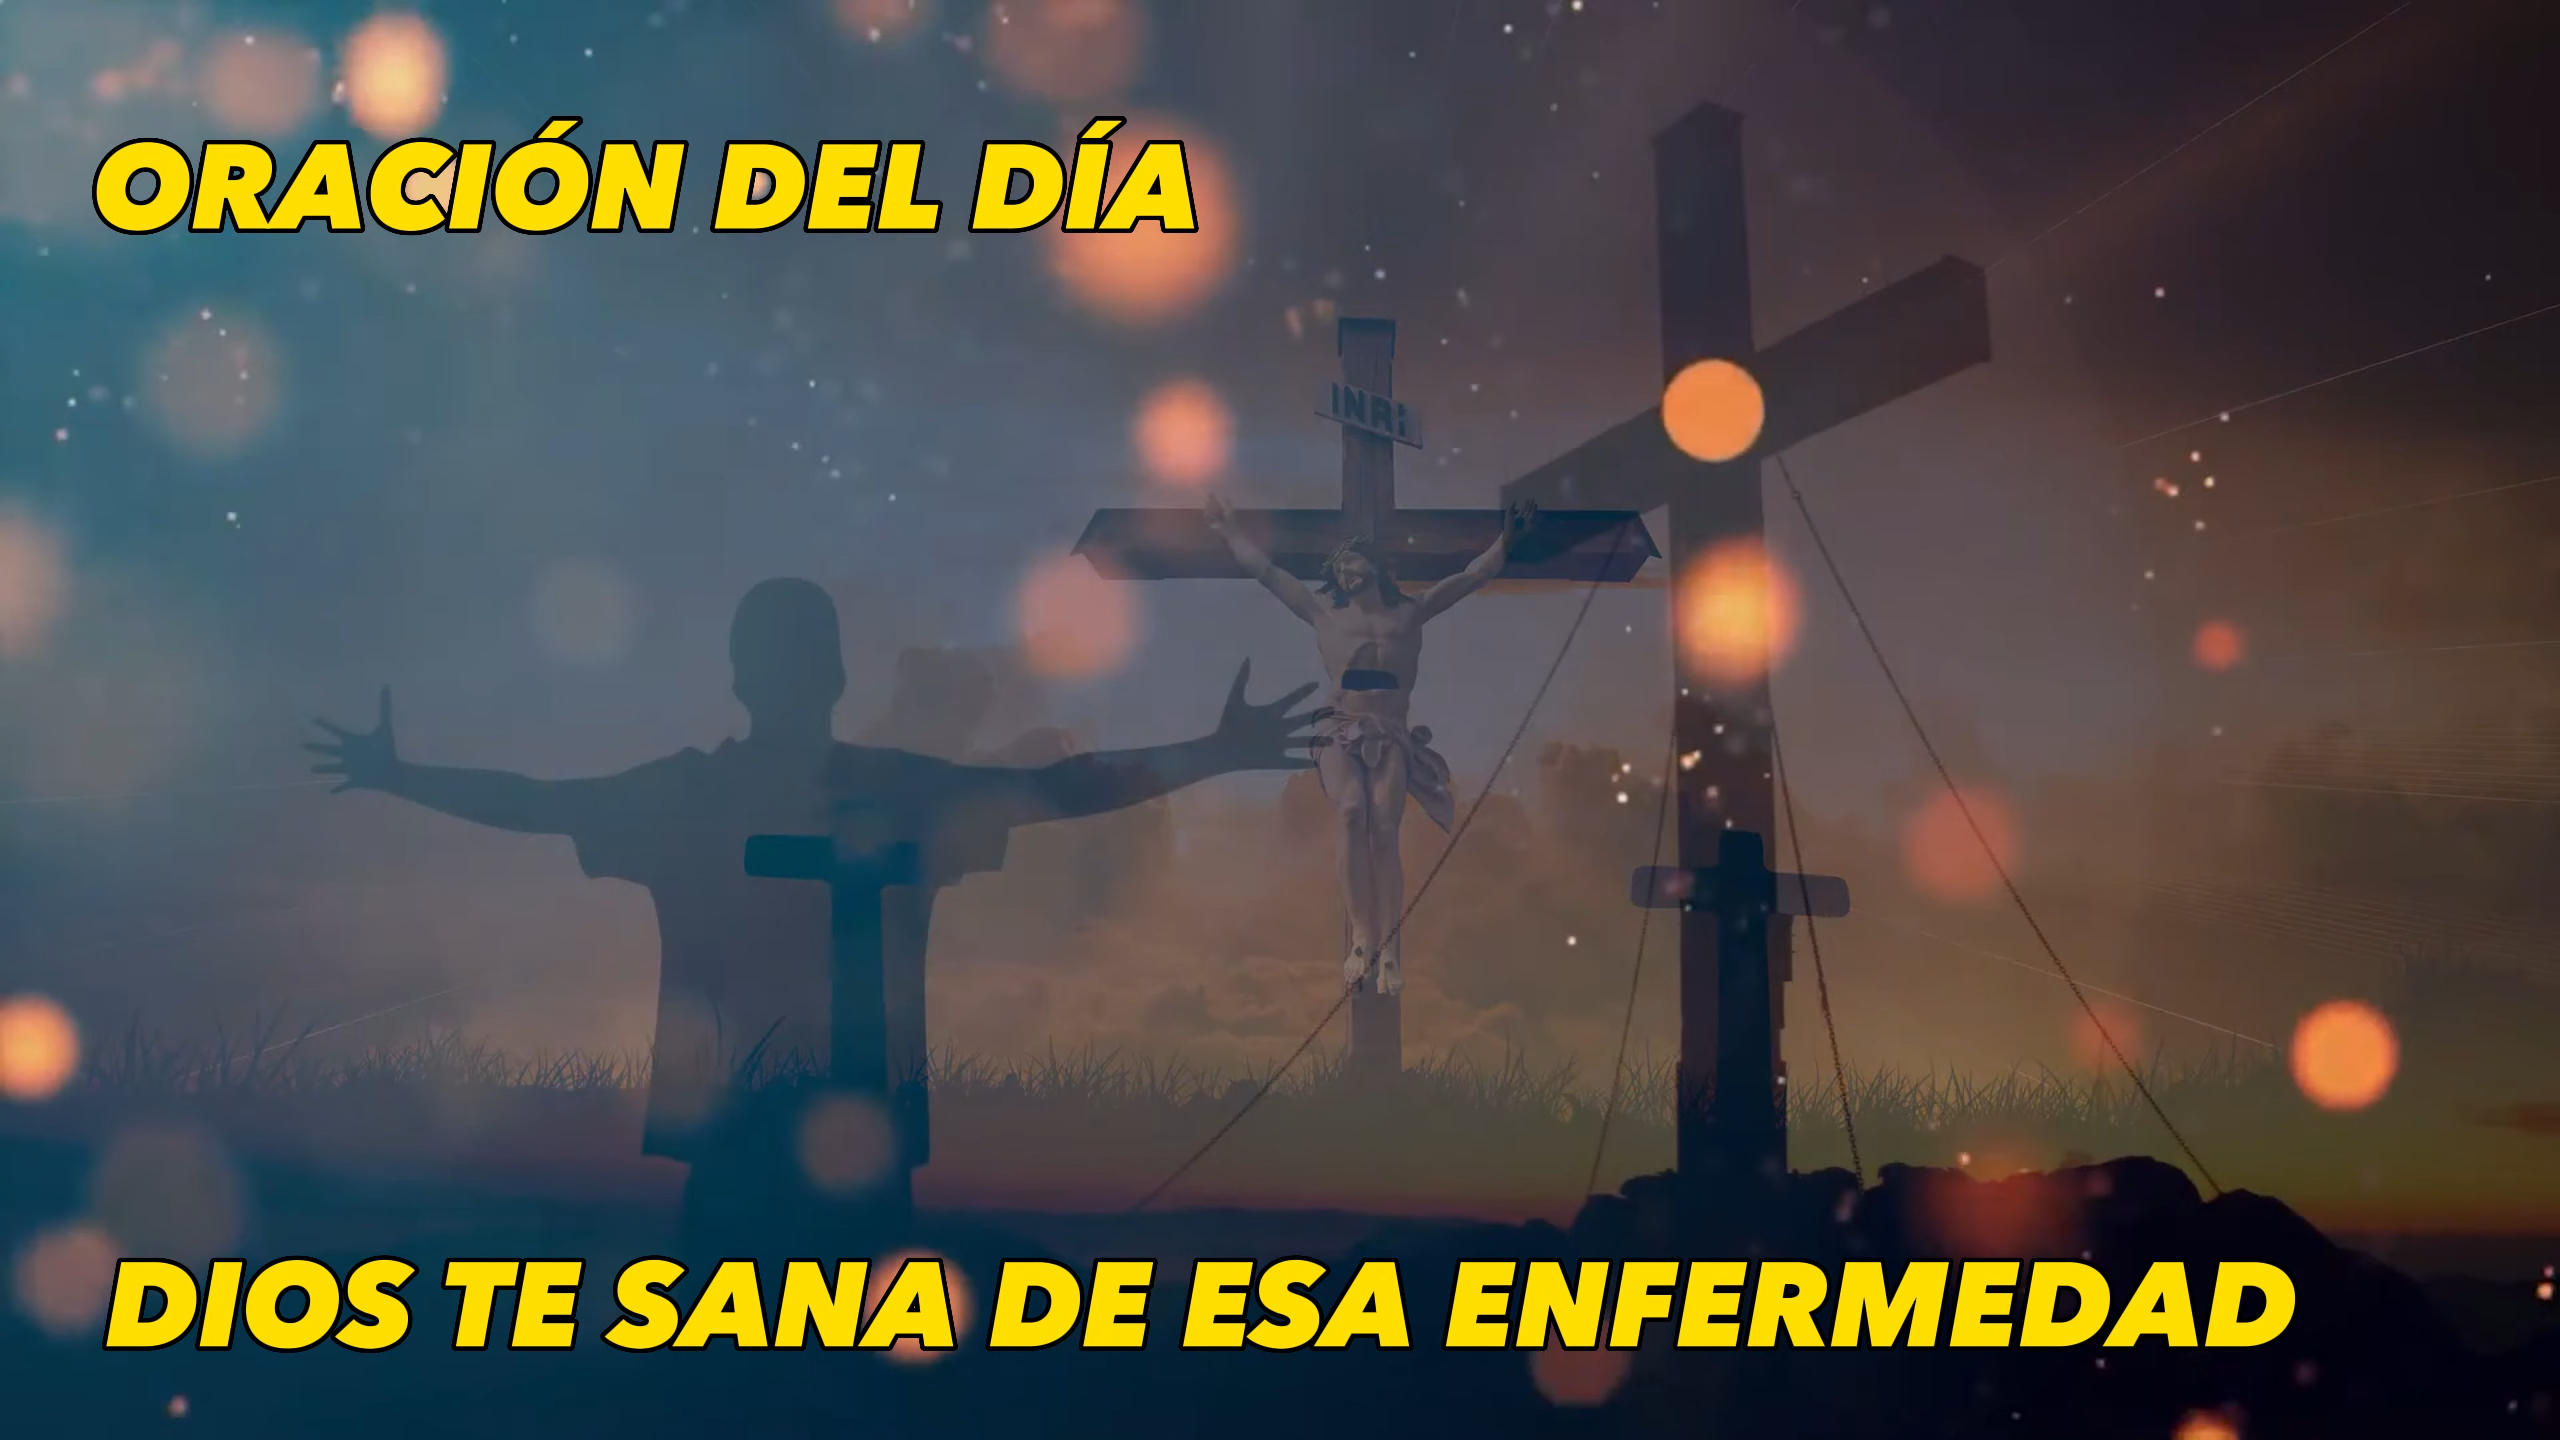 ORACIÓN DEL DÍA
INRI
DIOS TE SANA DE ESA ENFERMEDAD